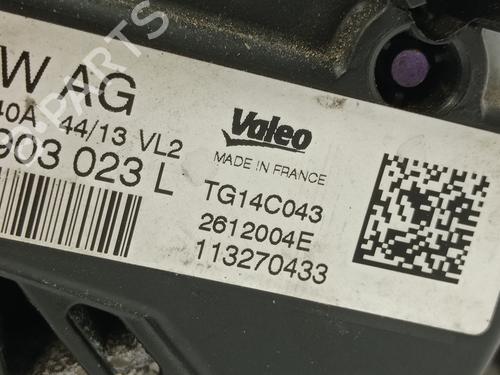 W AG
40A 44/13 VL2
903 023 L
Valeo
MADE IN FRANCE
TG14C043
2612004E
113270433